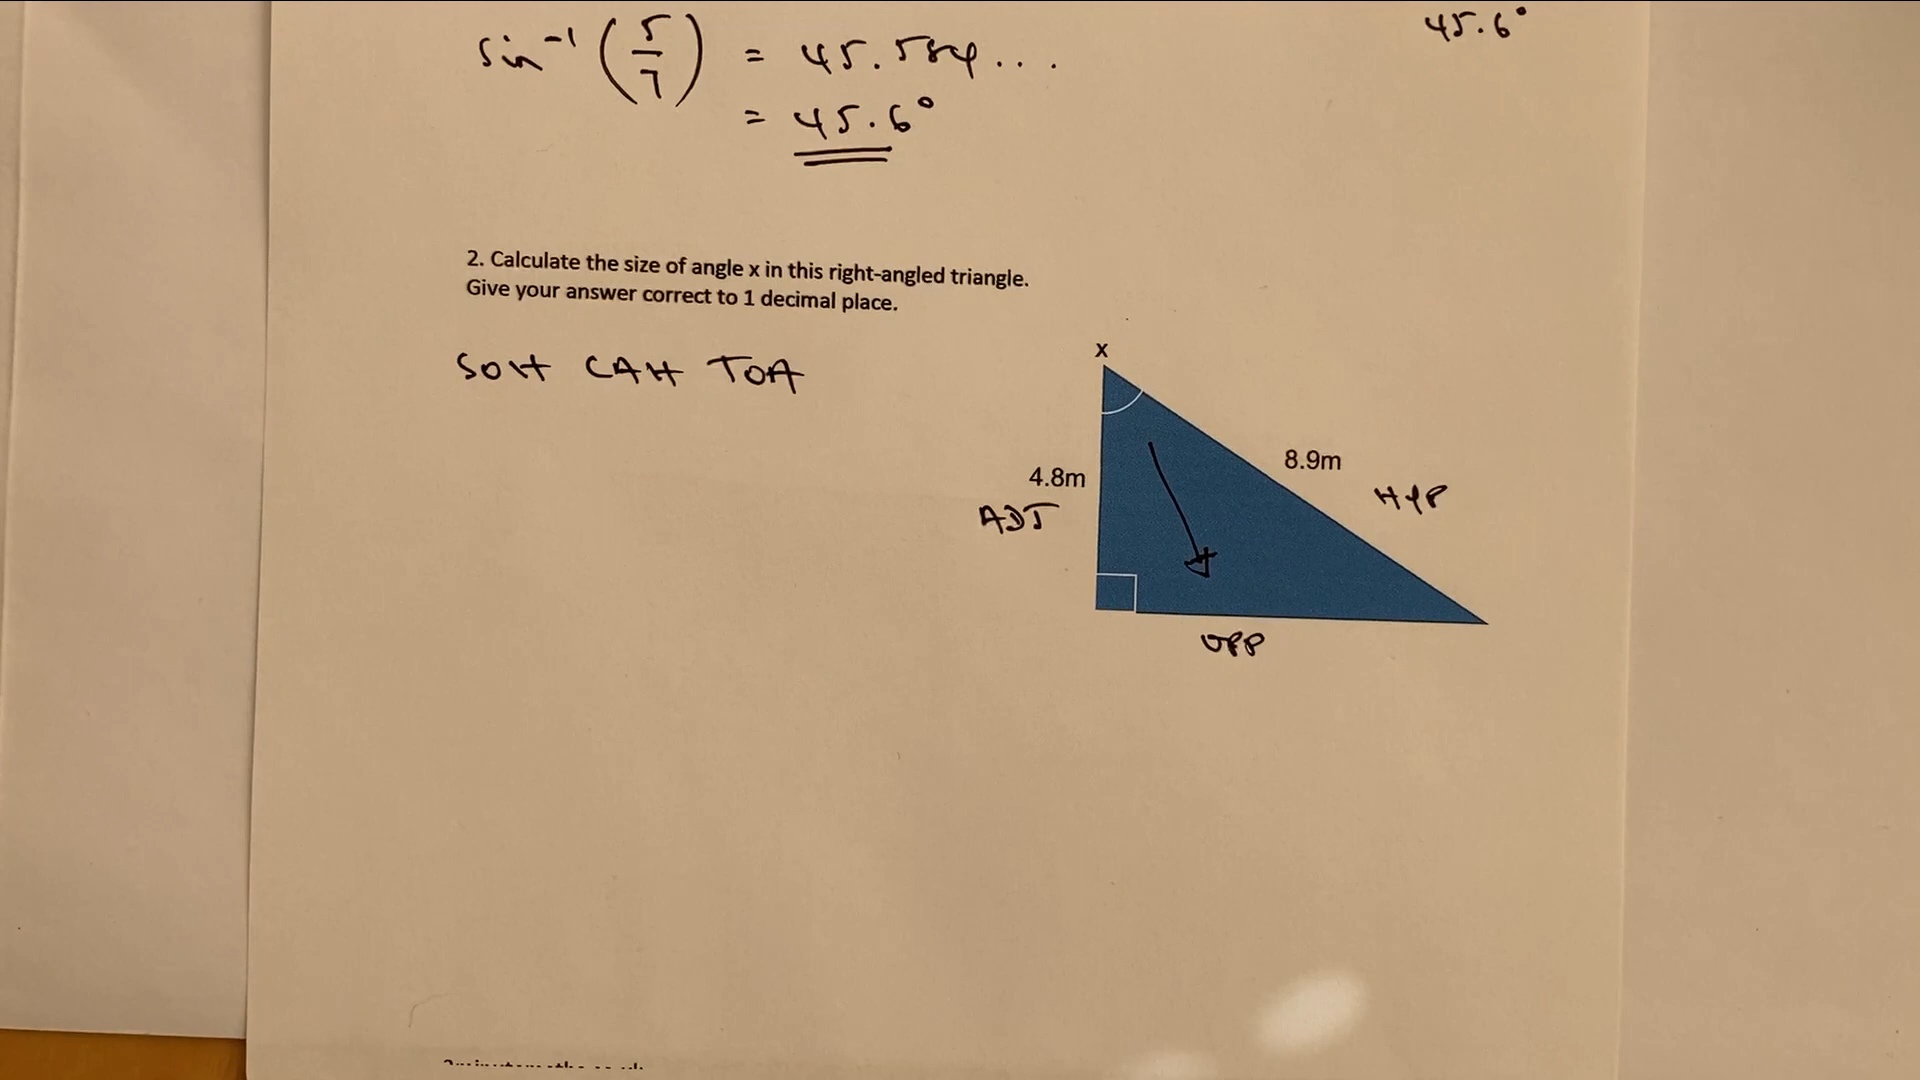 sin⁻¹ (5/7) = 45.584...
= 45.6°
45.6°
2. Calculate the size of angle x in this right-angled triangle.
Give your answer correct to 1 decimal place.
SOH CAH TOA
x
4.8m
8.9m
ADJ
HYP
OPP